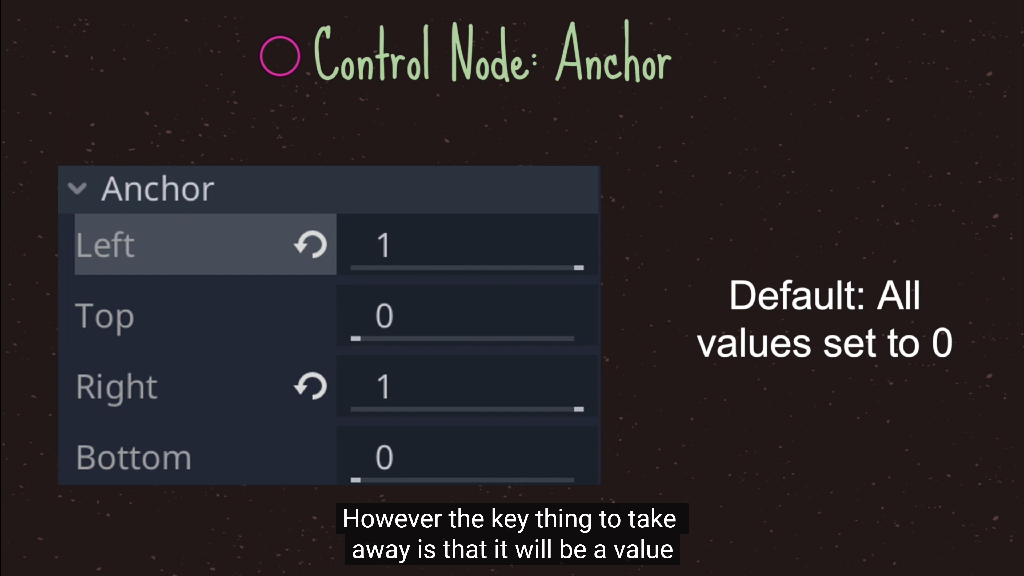 Control Node: Anchor
Anchor
Left 1
Top 0
Right 1
Bottom 0
Default: All
values set to 0
However the key thing to take
away is that it will be a value